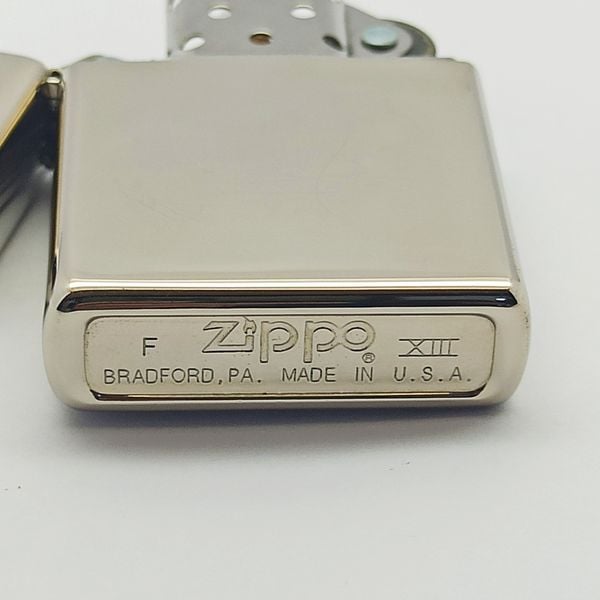 F Zippo® XIII
BRADFORD, PA. MADE IN U.S.A.